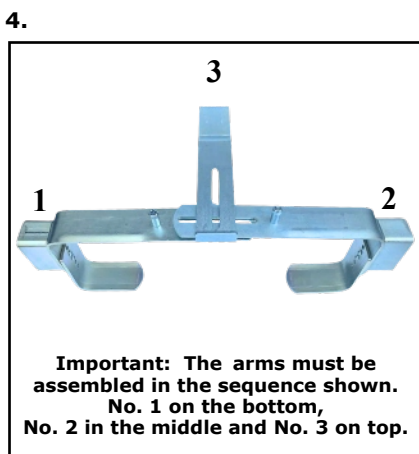 4.
3
1
2
Important: The arms must be
assembled in the sequence shown.
No. 1 on the bottom,
No. 2 in the middle and No. 3 on top.